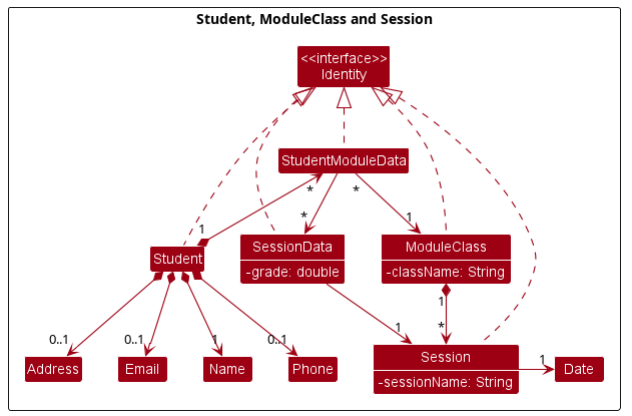 Student, ModuleClass and Session
<<interface>>
Identity
StudentModuleData
*
*
1
*
1
Student
SessionData
-grade: double
ModuleClass
-className: String
1
*
1
0..1
0..1
1
0..1
Address
Email
Name
Phone
Session
-sessionName: String
1
Date